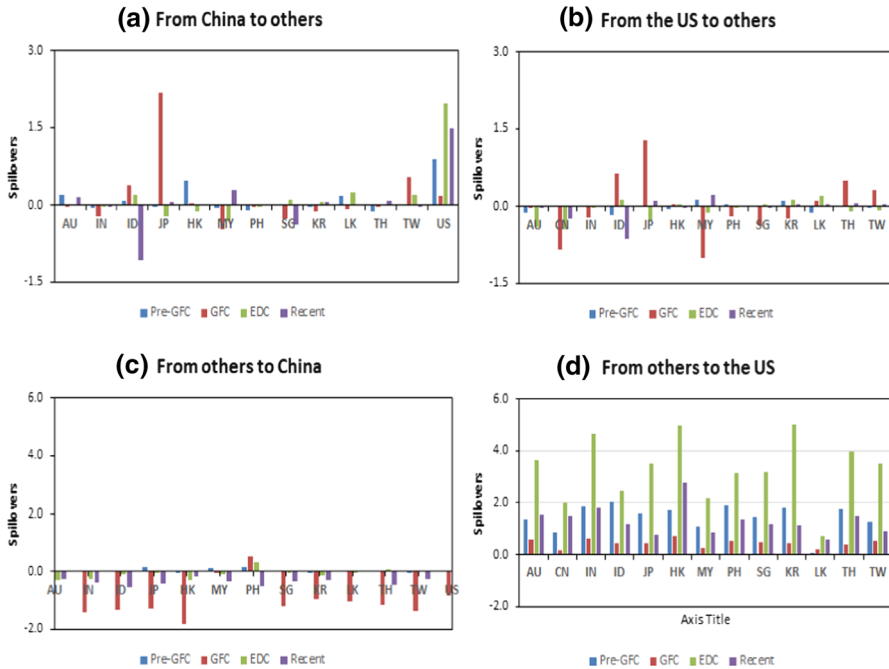 (a) From China to others
3.0
1.5
0.0
-1.5
Spillovers
AU IN ID JP HK MY PH SG KR LK TH TW US
Pre-GFC GFC EDC Recent
(b) From the US to others
3.0
1.5
0.0
-1.5
Spillovers
AU CN IN ID JP HK MY PH SG KR LK TH TW
Pre-GFC GFC EDC Recent
(c) From others to China
6.0
4.0
2.0
0.0
-2.0
Spillovers
AU IN ID JP HK MY PH SG KR LK TH TW US
Pre-GFC GFC EDC Recent
(d) From others to the US
6.0
4.0
2.0
0.0
-2.0
Spillovers
AU CN IN ID JP HK MY PH SG KR LK TH TW
Axis Title
Pre-GFC GFC EDC Recent